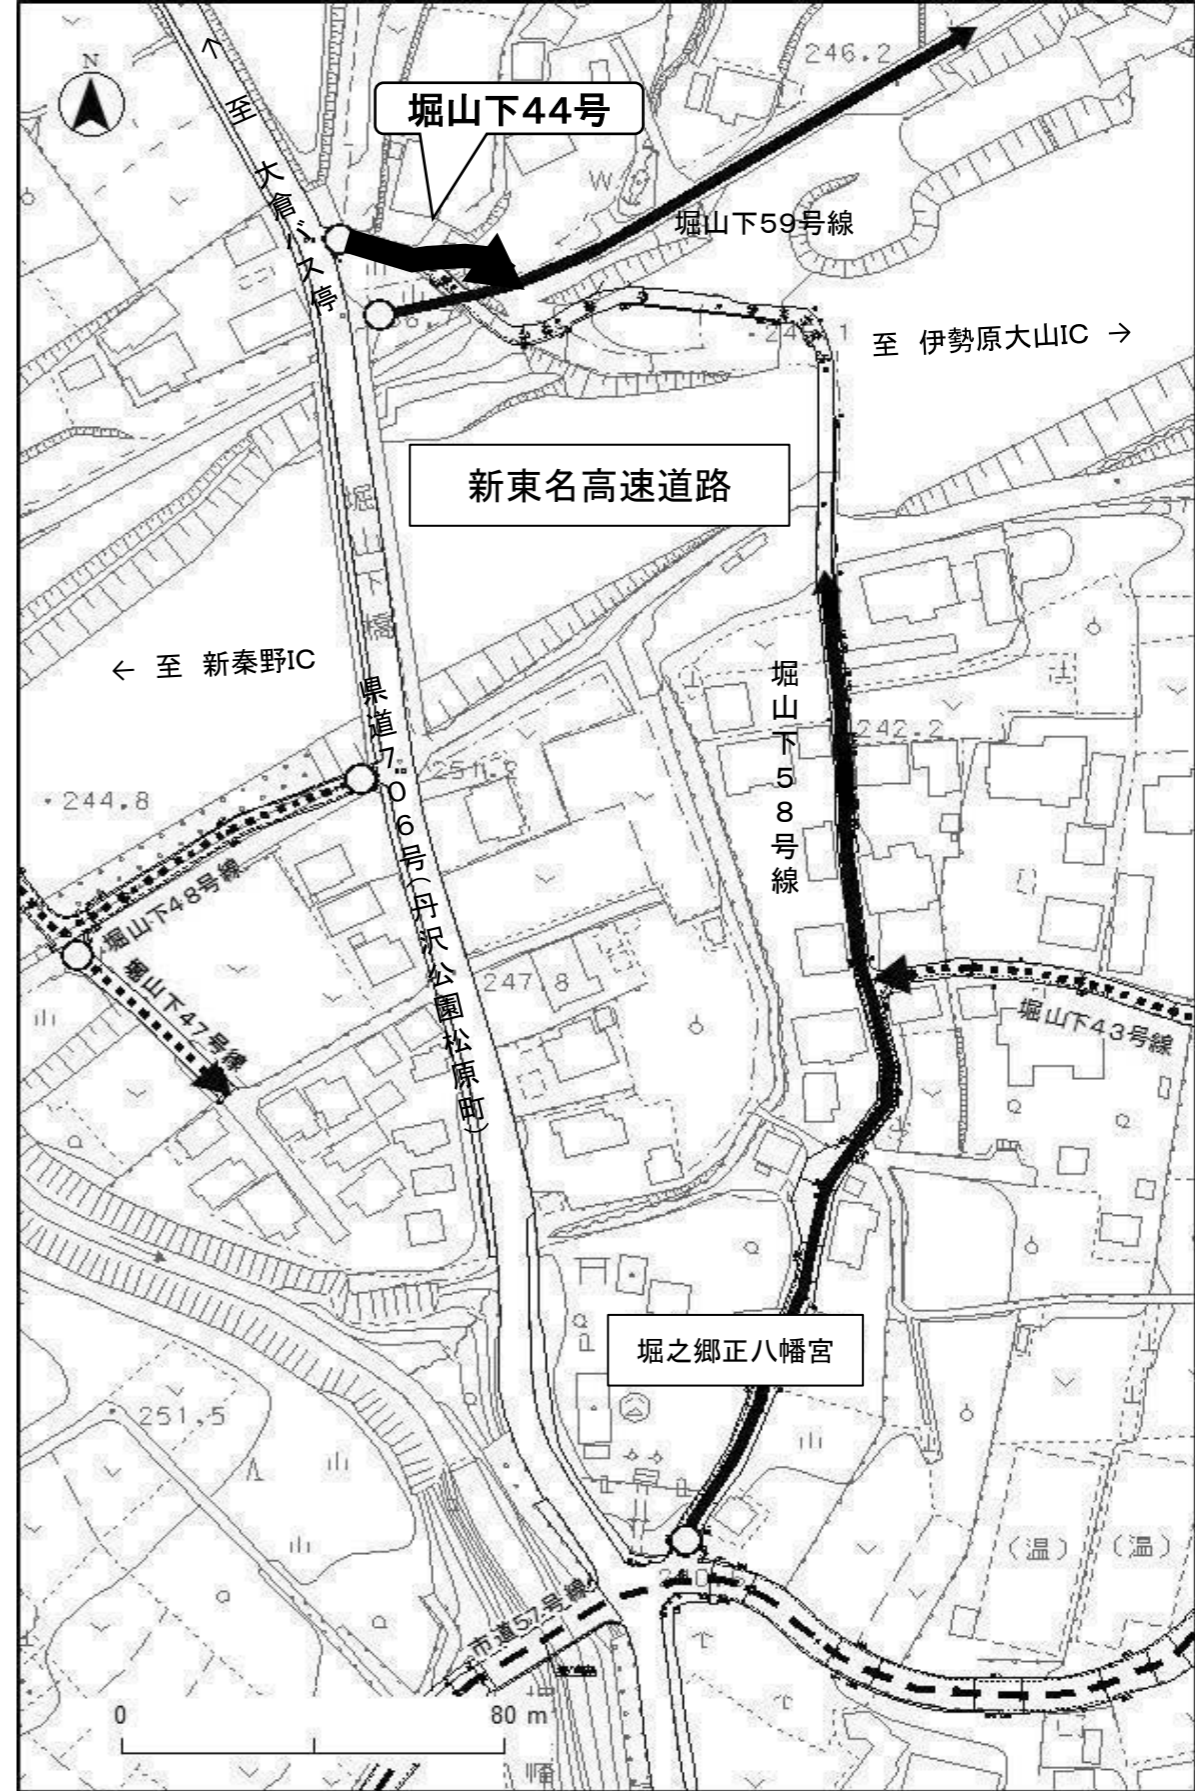 N
246.2
← 至 大倉バス停
堀山下44号
W
堀山下59号線
至 伊勢原大山IC →
新東名高速道路
← 至 新秦野IC
県道706号(丹沢公園松原町)
堀山下58号線
242.2
244.8
堀山下48号線
堀山下47号線
247.8
堀山下43号線
堀之郷正八幡宮
251.5
(温)
(温)
市道57号線
0
80 m